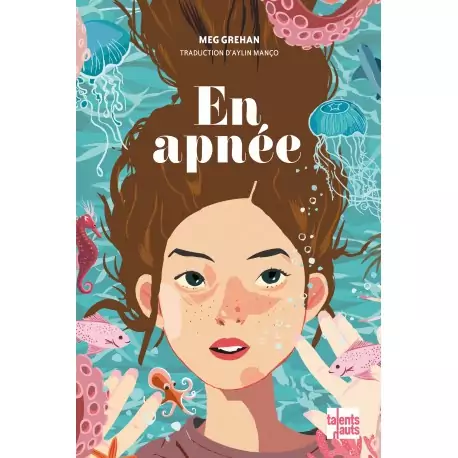 MEG GREHAN
TRADUCTION D'AYLIN MANÇO
En
apnée
talents
hauts